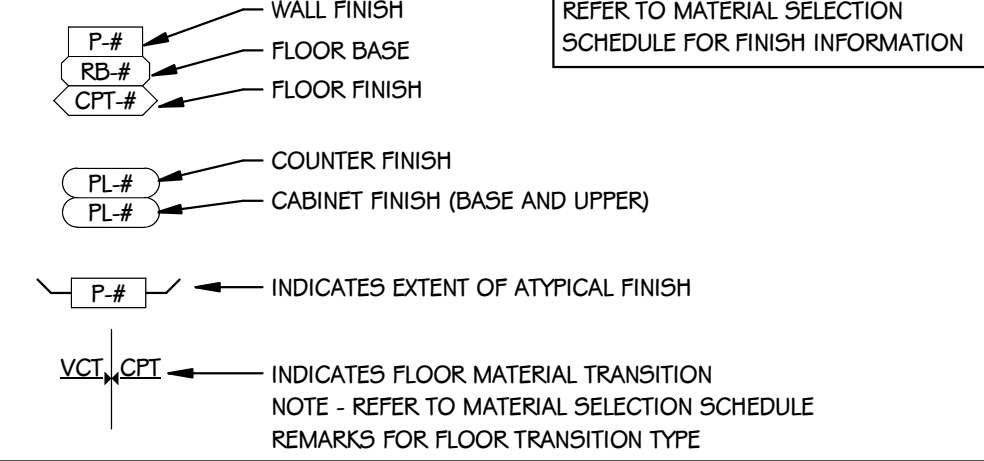 WALL FINISH
P-#
FLOOR BASE
RB-#
FLOOR FINISH
CPT-#
REFER TO MATERIAL SELECTION
SCHEDULE FOR FINISH INFORMATION
COUNTER FINISH
PL-#
CABINET FINISH (BASE AND UPPER)
PL-#
P-#
INDICATES EXTENT OF ATYPICAL FINISH
VCT CPT
INDICATES FLOOR MATERIAL TRANSITION
NOTE - REFER TO MATERIAL SELECTION SCHEDULE
REMARKS FOR FLOOR TRANSITION TYPE